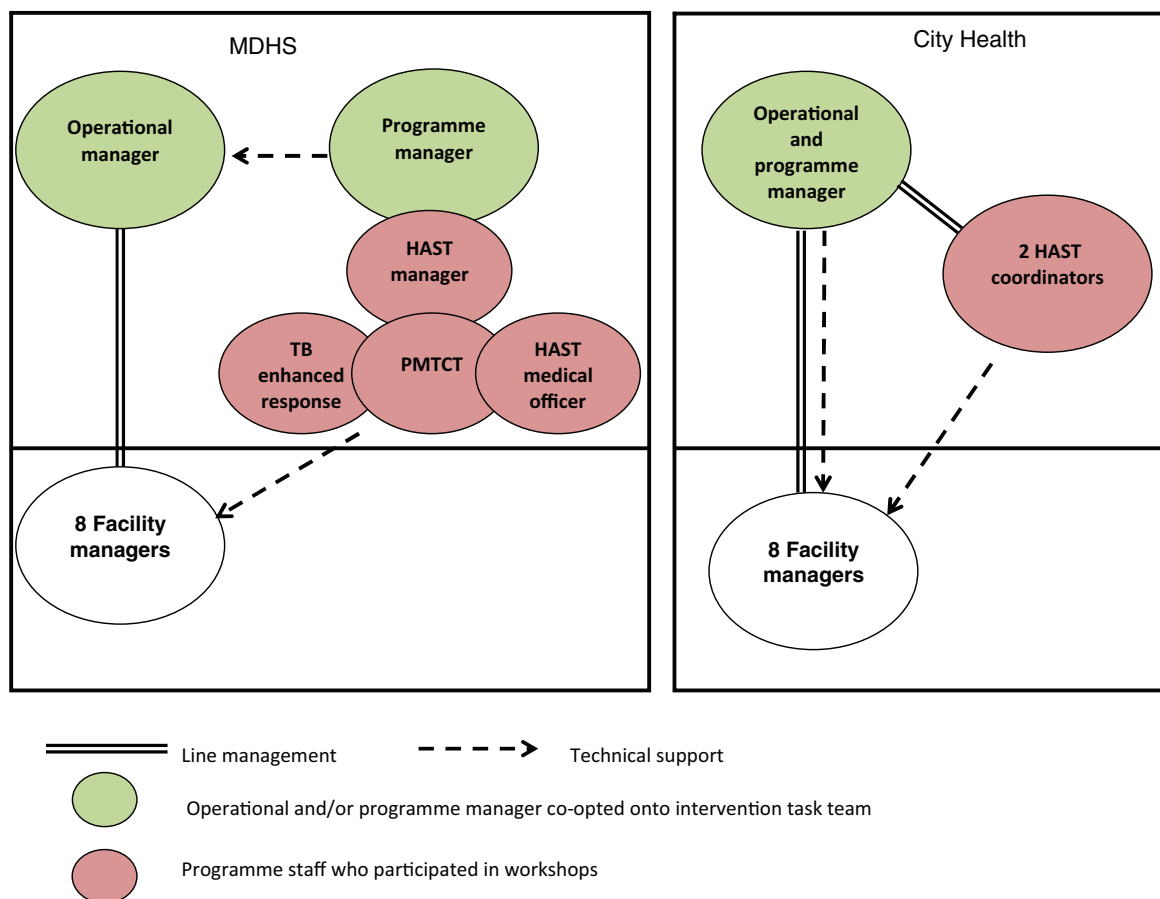 MDHS
Operational
manager
Programme
manager
HAST
manager
TB
enhanced
response
PMTCT
HAST
medical
officer
8 Facility
managers
City Health
Operational
and
programme
manager
2 HAST
coordinators
8 Facility
managers
Line management
Technical support
Operational and/or programme manager co-opted onto intervention task team
Programme staff who participated in workshops